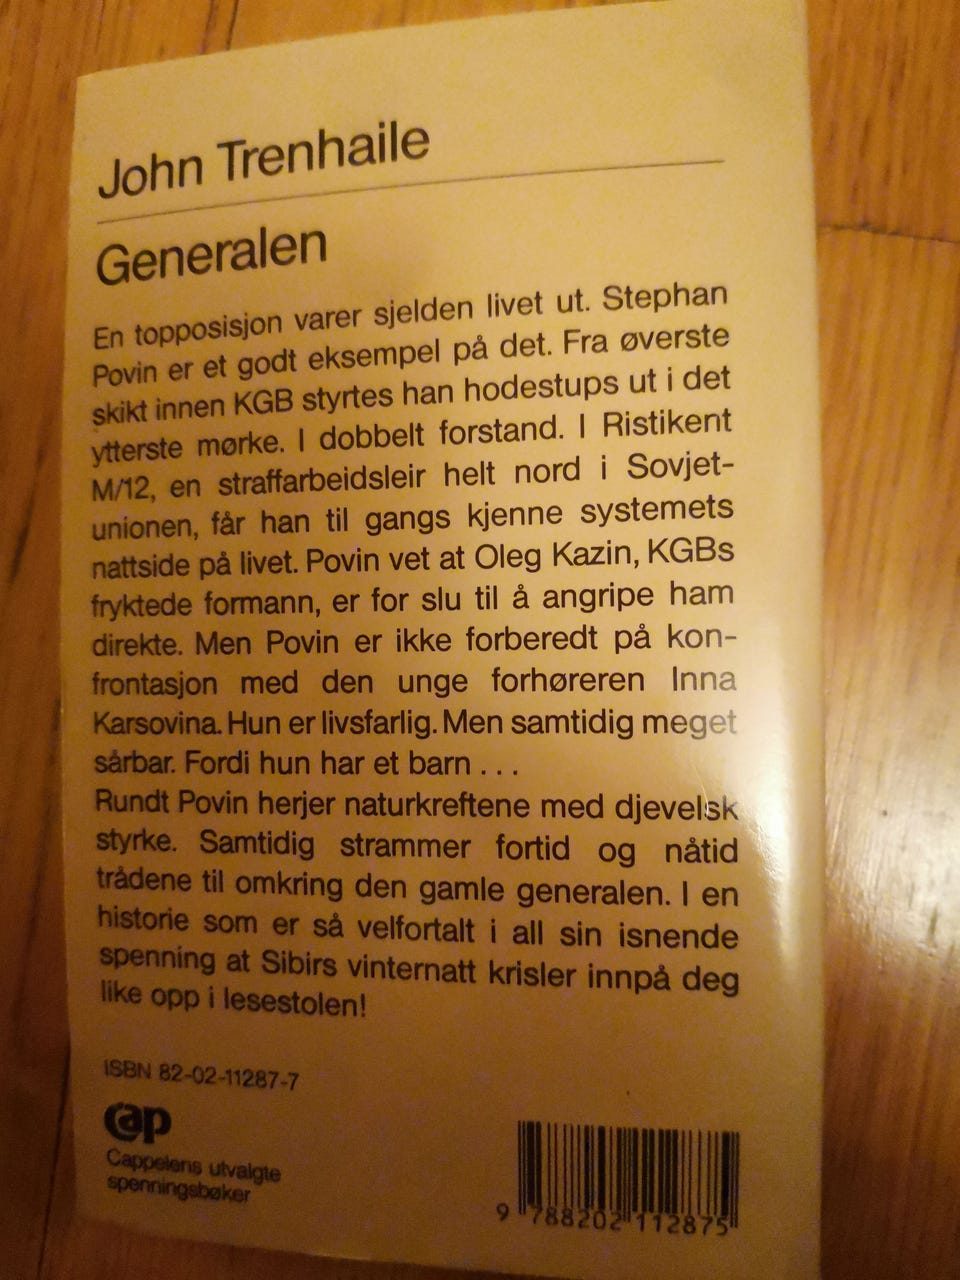 John Trenhaile
Generalen
En topposisjon varer sjelden livet ut. Stephan
Povin er et godt eksempel på det. Fra øverste
skikt innen KGB styrtes han hodestups ut i det
ytterste mørke. I dobbelt forstand. I Ristikent
M/12, en straffarbeidsleir helt nord i Sovjet-
unionen, får han til gangs kjenne systemets
nattside på livet. Povin vet at Oleg Kazin, KGBs
fryktede formann, er for slu til å angripe ham
direkte. Men Povin er ikke forberedt på kon-
frontasjon med den unge forhøreren Inna
Karsovina. Hun er livsfarlig. Men samtidig meget
sårbar. Fordi hun har et barn ...
Rundt Povin herjer naturkreftene med djevelsk
styrke. Samtidig strammer fortid og nåtid
trådene til omkring den gamle generalen. I en
historie som er så velfortalt i all sin isnende
spenning at Sibirs vinternatt krisler innpå deg
like opp i lesestolen!
ISBN 82-02-11287-7
Cap
Cappelens utvalgte
spenningsbøker
9 788202 112875